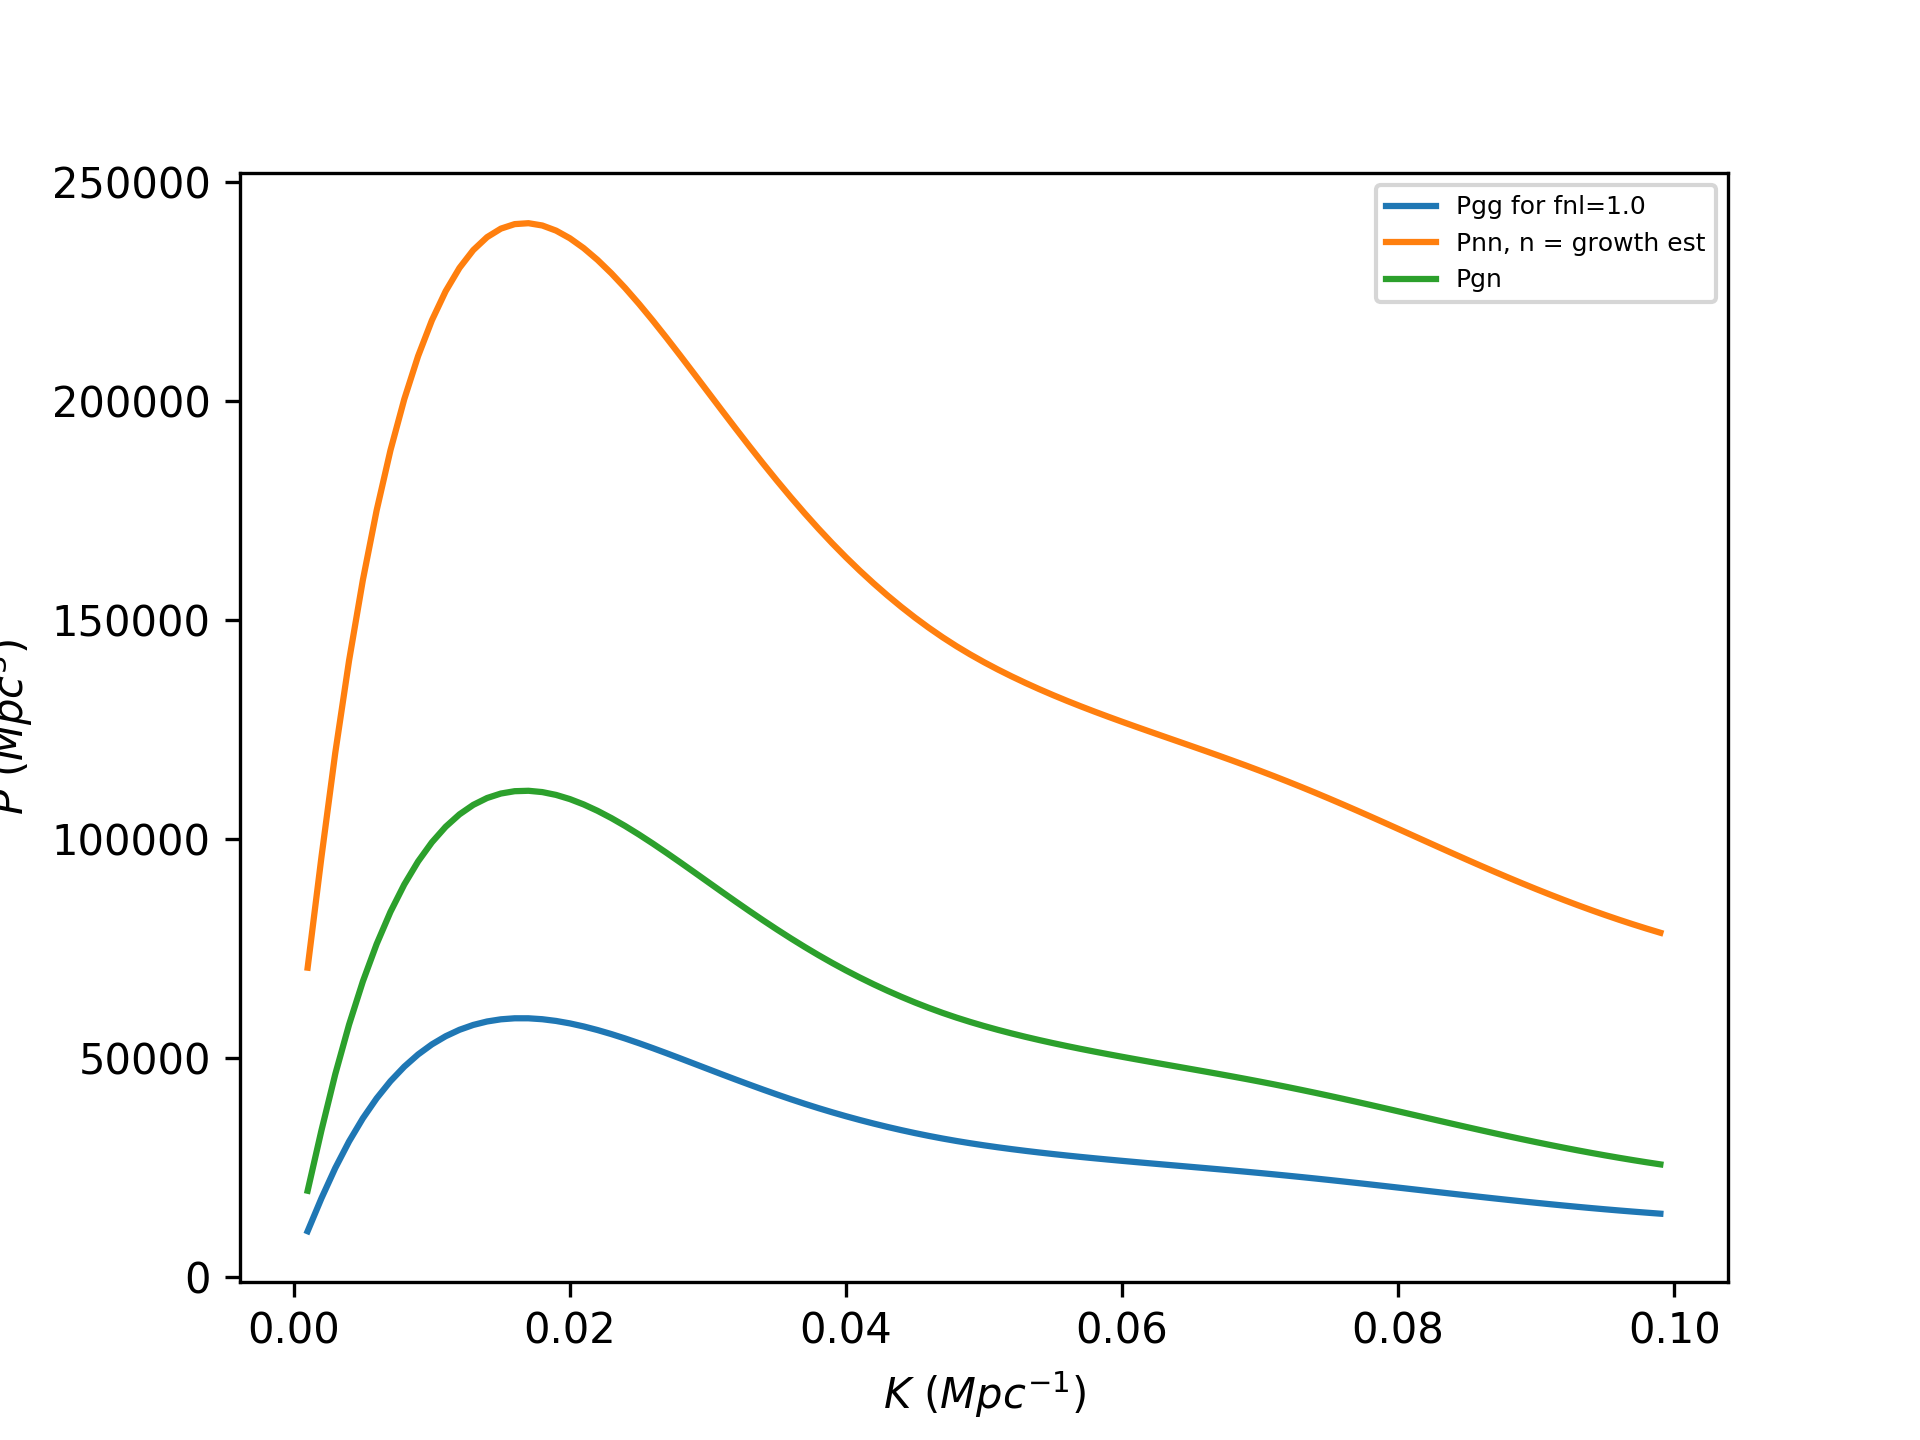 250000
200000
150000
100000
50000
0
0.00 0.02 0.04 0.06 0.08 0.10
K (Mpc⁻¹)
P (Mpc³)
Pgg for fnl=1.0
Pnn, n = growth est
Pgn